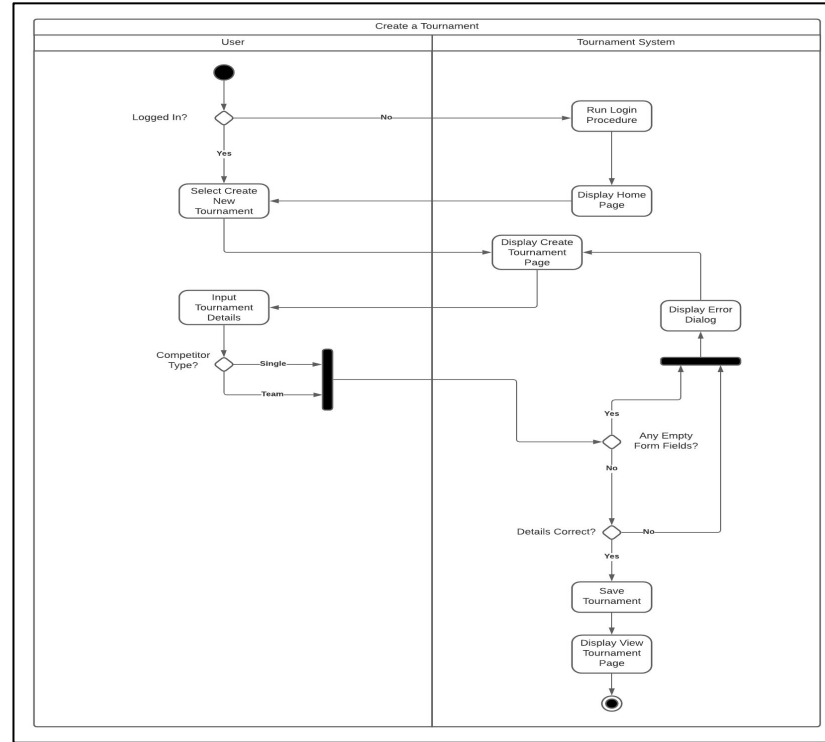 Create a Tournament
User
Tournament System
Logged In?
No
Run Login
Procedure
Yes
Select Create
New
Tournament
Display Home
Page
Display Create
Tournament
Page
Input
Tournament
Details
Display Error
Dialog
Competitor
Type?
Single
Team
Yes
Any Empty
Form Fields?
No
Details Correct?
No
Yes
Save
Tournament
Display View
Tournament
Page